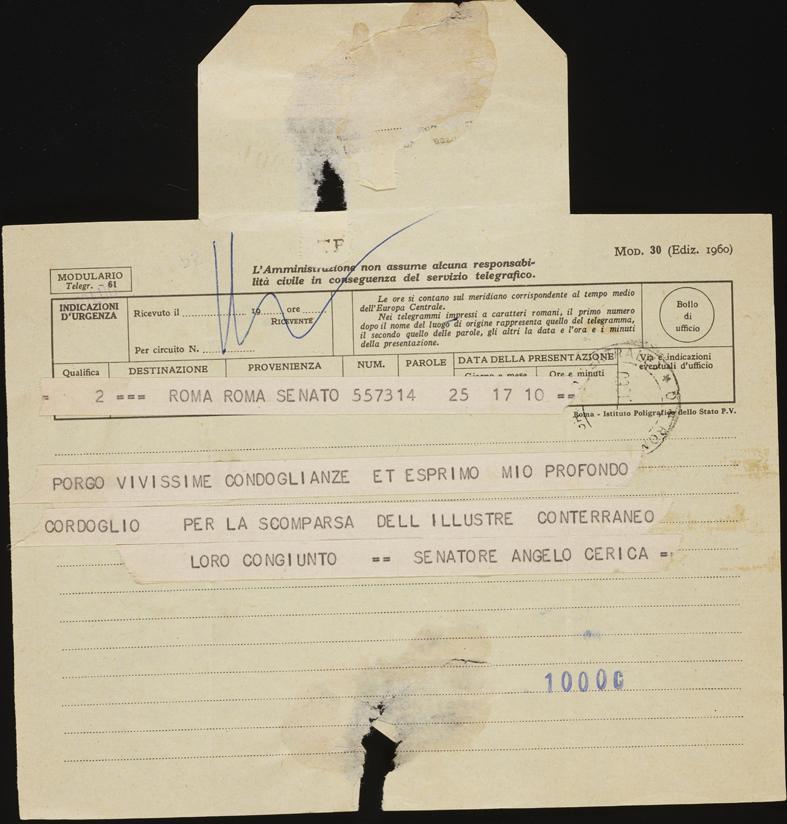 MOD. 30 (Ediz. 1960)
L'Amministrazione non assume alcuna responsabi-
lità civile in conseguenza del servizio telegrafico.
MODULARIO
Telegr. - 61
INDICAZIONI
D'URGENZA
Ricevuto il ore
RICEVENTE
Per circuito N.
Le ore si contano sul meridiano corrispondente al tempo medio
dell'Europa Centrale.
Nei telegrammi impressi a caratteri romani, il primo numero
dopo il nome del luogo di origine rappresenta quello del telegramma,
il secondo quello delle parole, gli altri la data e l'ora e i minuti
della presentazione.
Bollo
di
ufficio
Qualifica DESTINAZIONE PROVENIENZA NUM. PAROLE DATA DELLA PRESENTAZIONE
Giorno e mese Ore e minuti
Via e indicazioni
eventuali d'ufficio
= 2 === ROMA ROMA SENATO 557314 25 17 10 ==
Roma - Istituto Poligrafico dello Stato P.V.
PORGO VIVISSIME CONDOGLIANZE ET ESPRIMO MIO PROFONDO
CORDOGLIO PER LA SCOMPARSA DELL ILLUSTRE CONTERRANEO
LORO CONGIUNTO == SENATORE ANGELO CERICA =